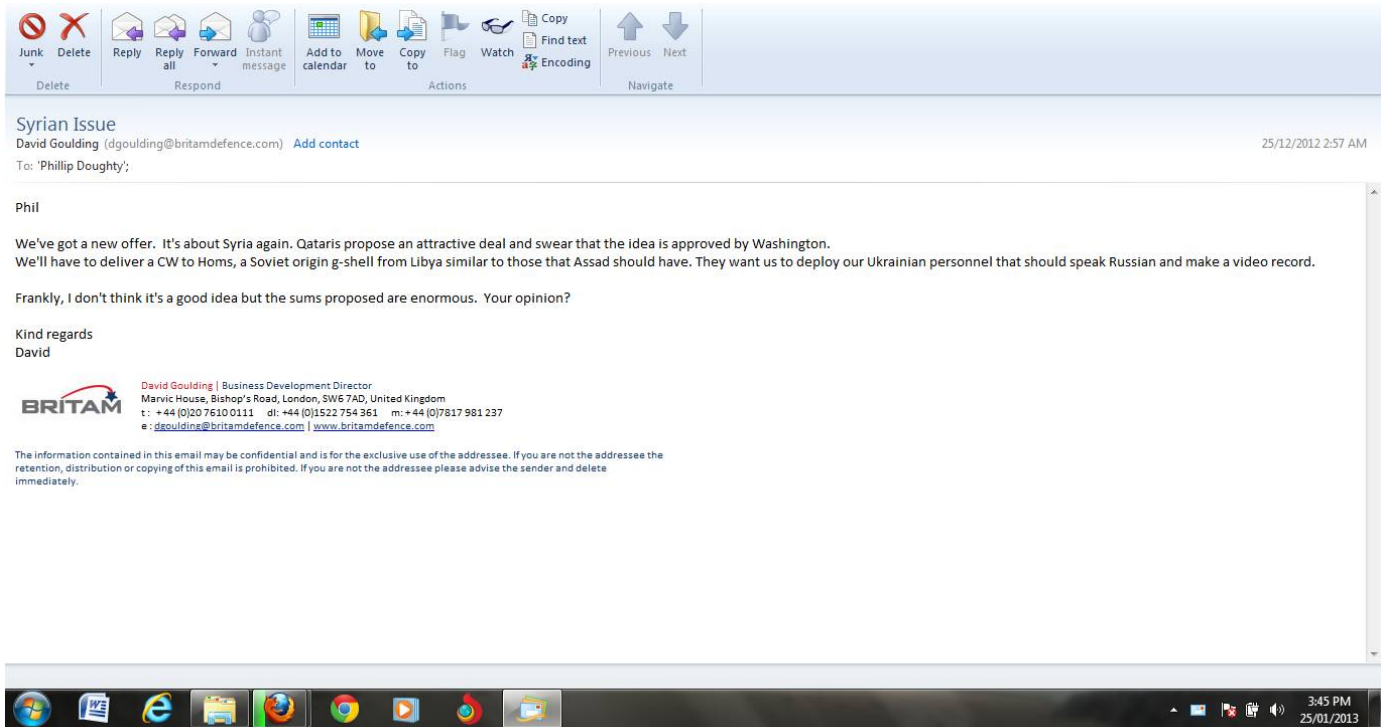 Junk Delete Reply Reply all Forward Instant message Add to calendar Move to Copy to Flag Watch Copy Find text Encoding Previous Next
Delete Respond Actions Navigate
Syrian Issue
David Goulding (dgoulding@britamdefence.com) Add contact 25/12/2012 2:57 AM
To: 'Phillip Doughty';
Phil
We've got a new offer. It's about Syria again. Qataris propose an attractive deal and swear that the idea is approved by Washington.
We'll have to deliver a CW to Homs, a Soviet origin g-shell from Libya similar to those that Assad should have. They want us to deploy our Ukrainian personnel that should speak Russian and make a video record.
Frankly, I don't think it's a good idea but the sums proposed are enormous. Your opinion?
Kind regards
David
BRITAM
David Goulding | Business Development Director
Marvic House, Bishop's Road, London, SW6 7AD, United Kingdom
t : +44 (0)20 7610 0111 dl: +44 (0)1522 754 361 m: +44 (0)7817 981 237
e : dgoulding@britamdefence.com | www.britamdefence.com
The information contained in this email may be confidential and is for the exclusive use of the addressee. If you are not the addressee the
retention, distribution or copying of this email is prohibited. If you are not the addressee please advise the sender and delete
immediately.
3:45 PM
25/01/2013